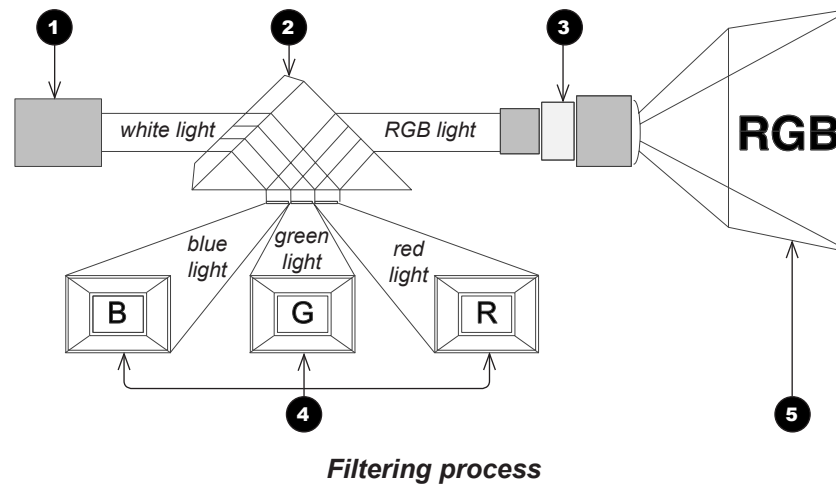 1
2
3
white light
RGB light
RGB
blue
light
green
light
red
light
B
G
R
4
5
Filtering process